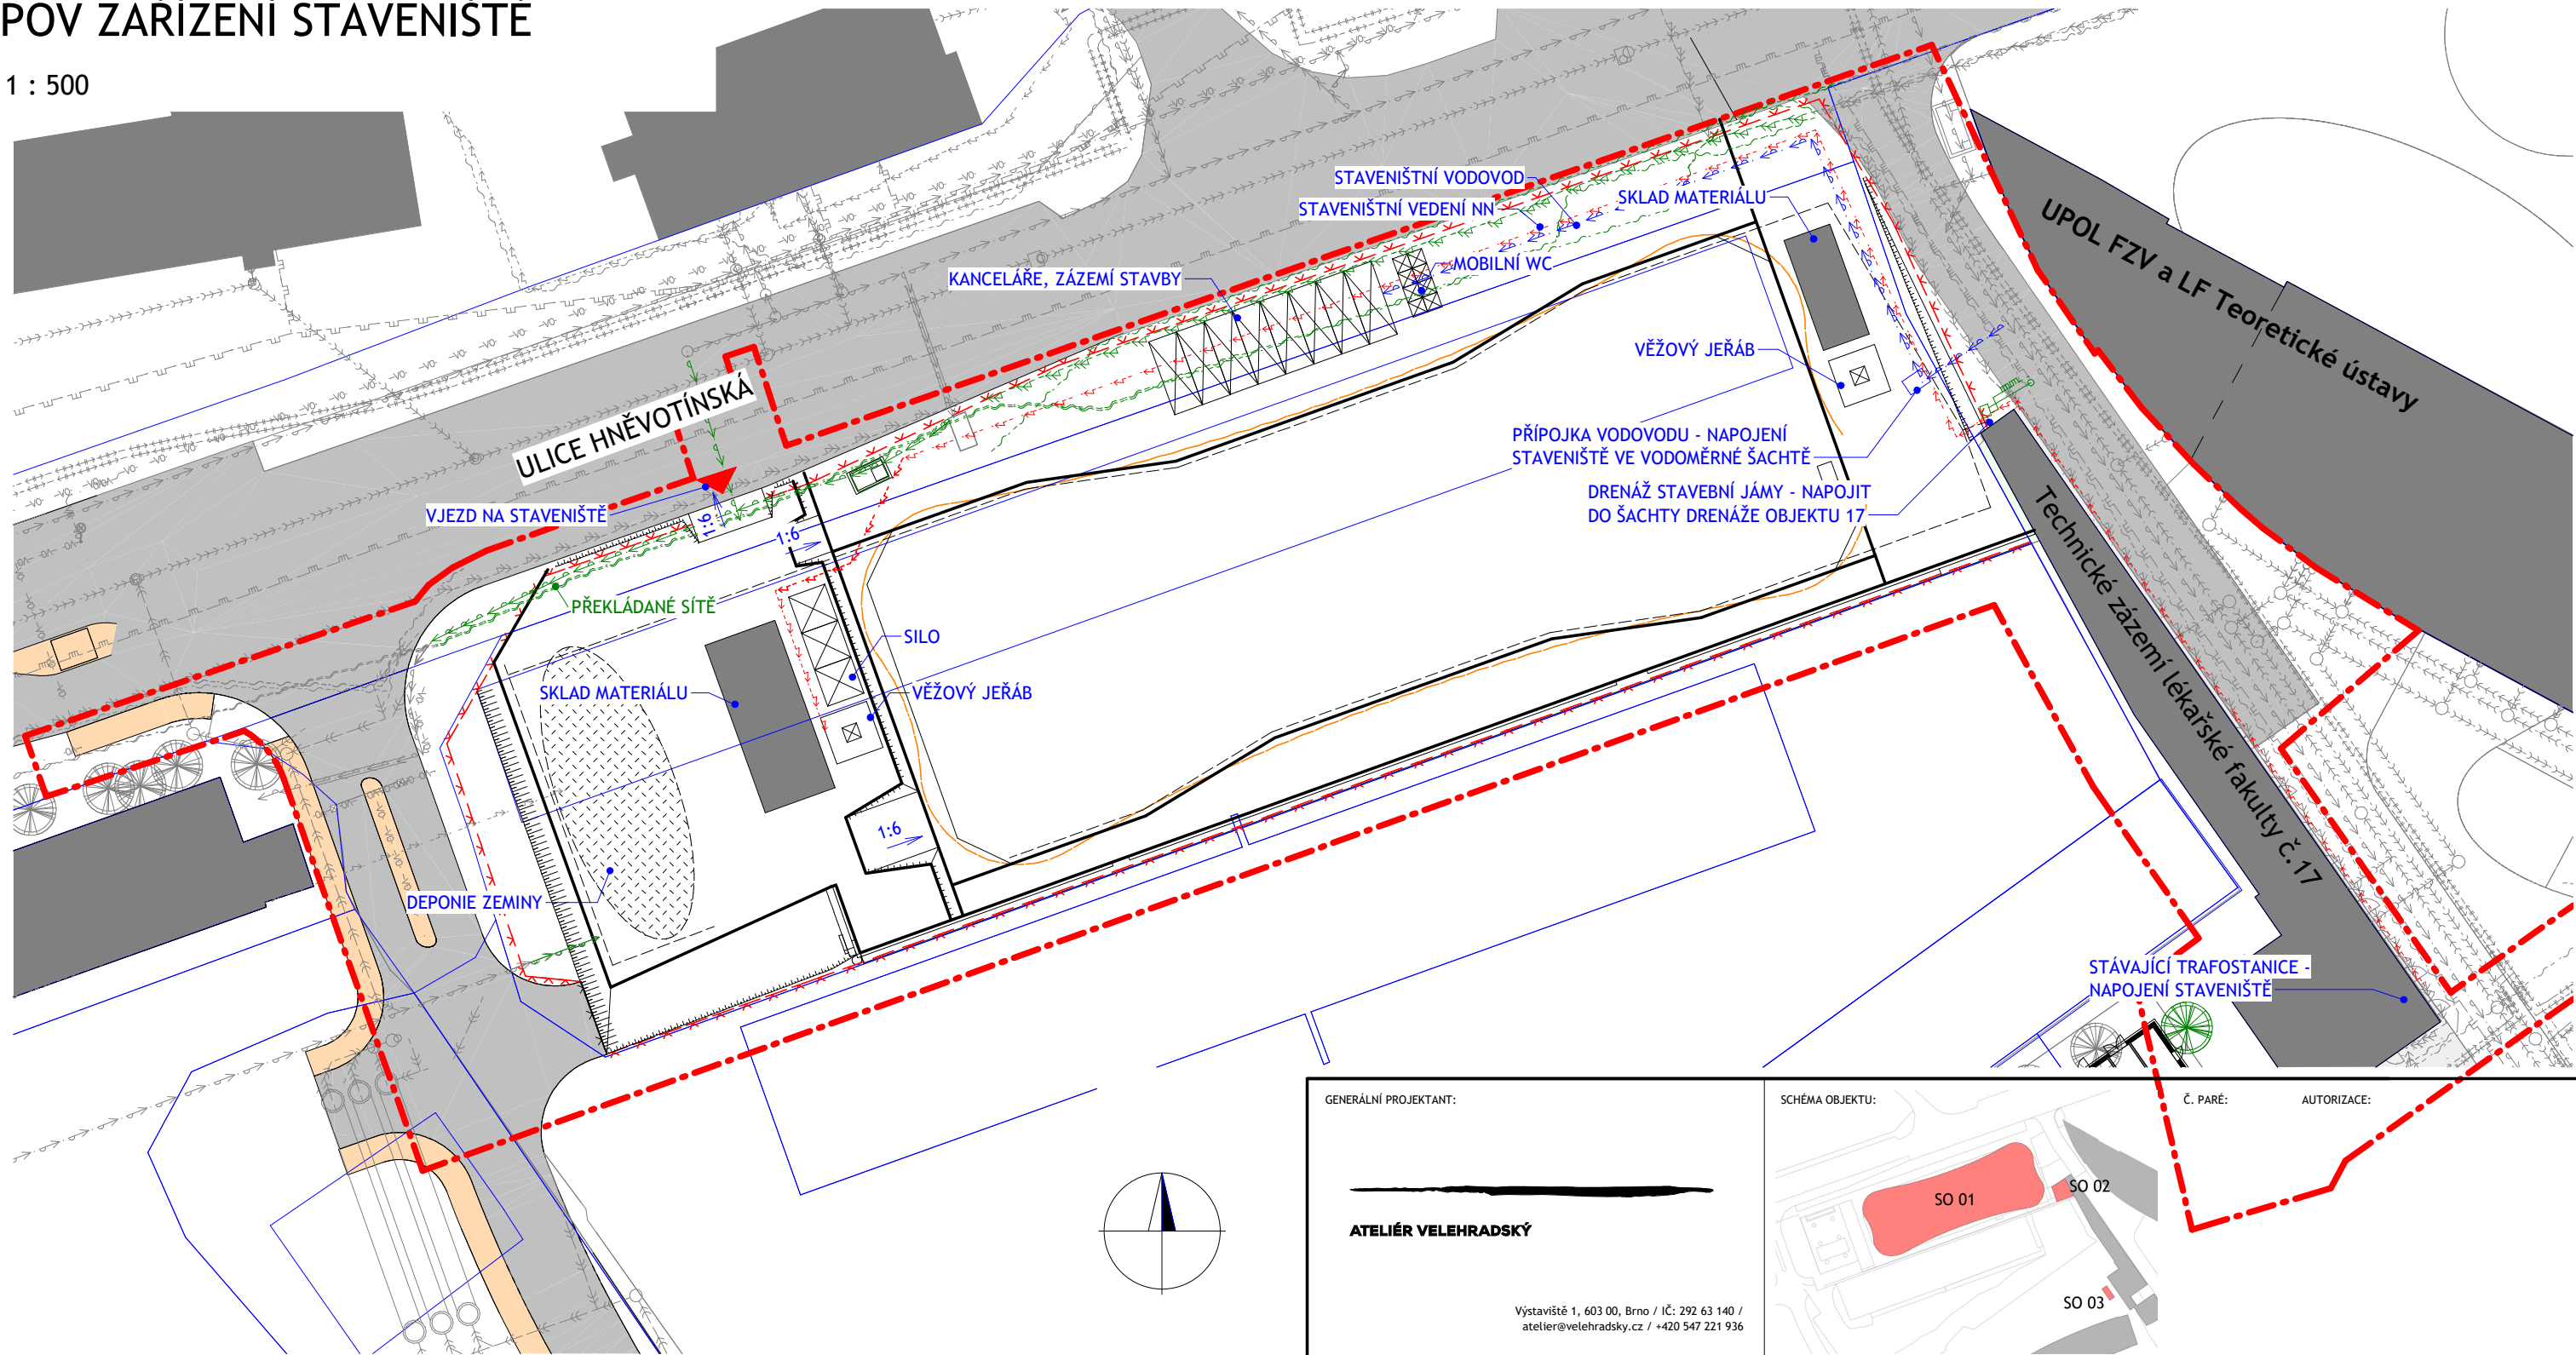 POV ZAŘÍZENÍ STAVENIŠTĚ
1 : 500
STAVENIŠTNÍ VODOVOD
STAVENIŠTNÍ VEDENÍ NN
SKLAD MATERIÁLU
UPOL FZV a LF Teoretické ústavy
KANCELÁŘE, ZÁZEMÍ STAVBY
MOBILNÍ WC
VĚŽOVÝ JEŘÁB
ULICE HNĚVOTÍNSKÁ
PŘÍPOJKA VODOVODU - NAPOJENÍ
STAVENIŠTĚ VE VODOMĚRNÉ ŠACHTĚ
DRENÁŽ STAVEBNÍ JÁMY - NAPOJIT
DO ŠACHTY DRENÁŽE OBJEKTU 17
VJEZD NA STAVENIŠTĚ
1:6
1:6
PŘEKLÁDANÉ SÍTĚ
SILO
SKLAD MATERIÁLU
VĚŽOVÝ JEŘÁB
Technické zázemí lékařské fakulty č.17
1:6
DEPONIE ZEMINY
STÁVAJÍCÍ TRAFOSTANICE -
NAPOJENÍ STAVENIŠTĚ
GENERÁLNÍ PROJEKTANT:
SCHÉMA OBJEKTU:
Č. PARÉ:
AUTORIZACE:
ATELIÉR VELEHRADSKÝ
SO 01
SO 02
SO 03
Výstaviště 1, 603 00, Brno / IČ: 292 63 140 /
atelier@velehradsky.cz / +420 547 221 936